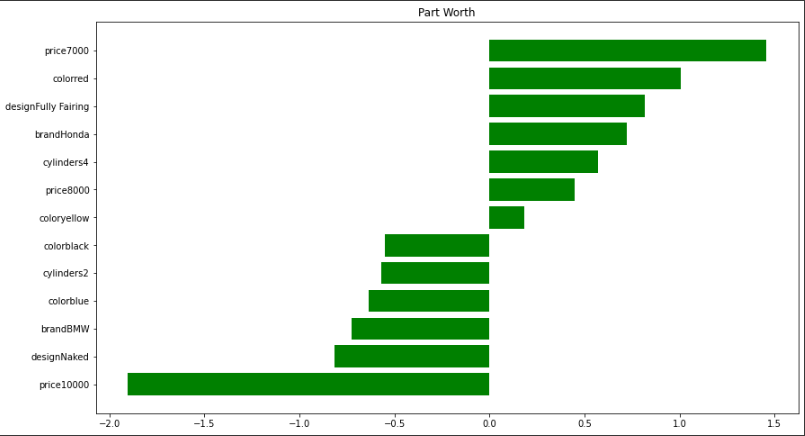 Part Worth
price7000
colorred
designFully Fairing
brandHonda
cylinders4
price8000
coloryellow
colorblack
cylinders2
colorblue
brandBMW
designNaked
price10000
−2.0 −1.5 −1.0 −0.5 0.0 0.5 1.0 1.5